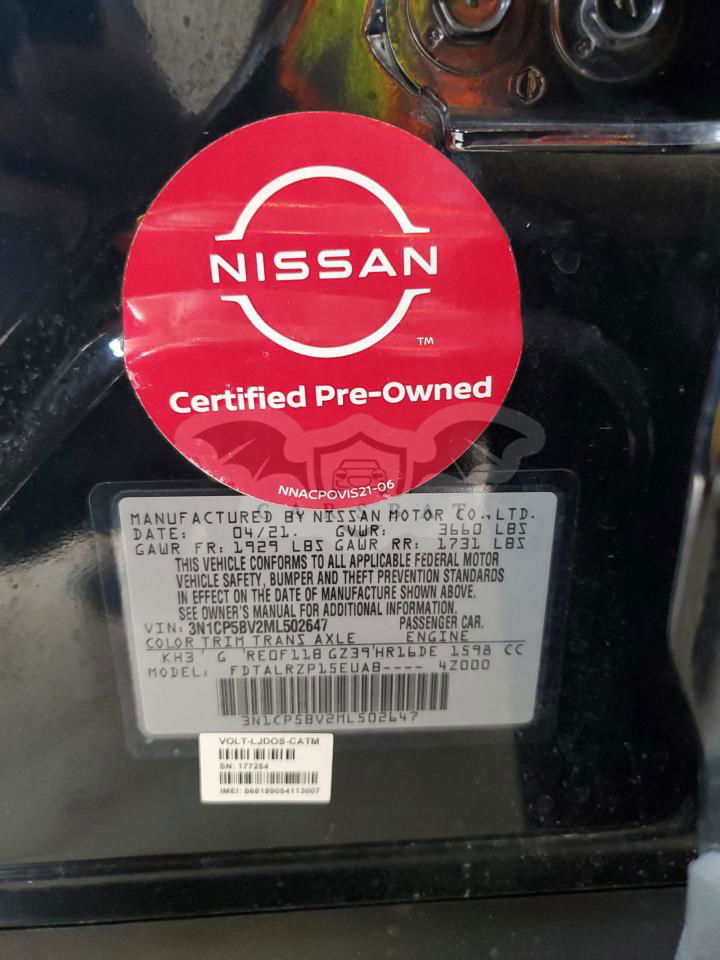 NISSAN
TM
Certified Pre-Owned
NNACPOVIS21-06
MANUFACTURED BY NISSAN MOTOR CO.,LTD.
DATE: 04/21. GVWR: 3660 LBS
GAWR FR: 1929 LBS GAWR RR: 1731 LBS
THIS VEHICLE CONFORMS TO ALL APPLICABLE FEDERAL MOTOR
VEHICLE SAFETY, BUMPER AND THEFT PREVENTION STANDARDS
IN EFFECT ON THE DATE OF MANUFACTURE SHOWN ABOVE.
SEE OWNER'S MANUAL FOR ADDITIONAL INFORMATION.
VIN: 3N1CP5BV2ML502647 PASSENGER CAR.
COLOR TRIM TRANS AXLE ENGINE
KH3 G RE0F11B GZ39 HR16DE 1598 CC
MODEL: FDTALRZP15EUAB---- 4Z000
3N1CP5BV2ML502647
VOLT-LJDOS-CATM
SN: 177254
IMEI: 868199054113007